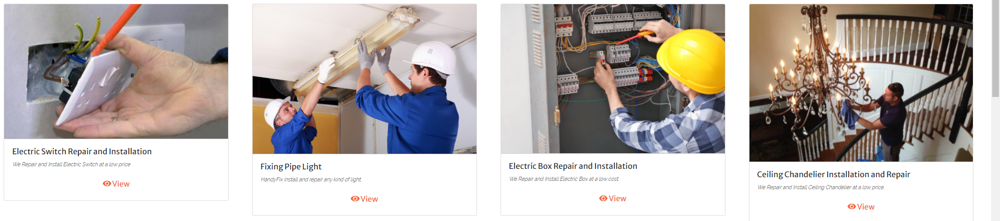 Electric Switch Repair and Installation
We Repair and Install Electric Switch at a low price
View
Fixing Pipe Light
HandyFix install and repair any kind of light.
View
Electric Box Repair and Installation
We Repair and Install Electric Box at a low cost.
View
Ceiling Chandelier Installation and Repair
We Repair and Install Ceiling Chandelier at a low price.
View